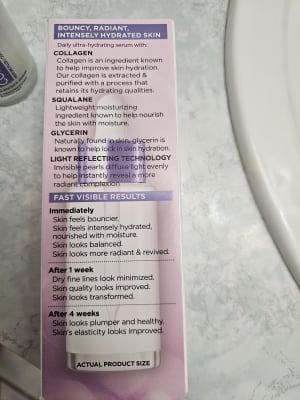 BOUNCY, RADIANT,
INTENSELY HYDRATED SKIN
Daily ultra-hydrating serum with:
COLLAGEN
Collagen is an ingredient known
to help improve skin hydration.
Our collagen is extracted &
purified with a process that
retains its hydrating qualities.
SQUALANE
Lightweight moisturizing
ingredient known to help nourish
the skin with moisture.
GLYCERIN
Naturally found in skin, glycerin is
known to help lock in skin hydration.
LIGHT REFLECTING TECHNOLOGY
Invisible pearls diffuse light evenly
to help instantly reveal a more
radiant complexion
FAST VISIBLE RESULTS
Immediately
Skin feels bouncier.
Skin feels intensely hydrated,
nourished with moisture.
Skin looks balanced.
Skin looks more radiant & revived.
After 1 week
Dry fine lines look minimized.
Skin quality looks improved.
Skin looks transformed.
After 4 weeks
Skin looks plumper and healthy.
Skin's elasticity looks improved.
ACTUAL PRODUCT SIZE